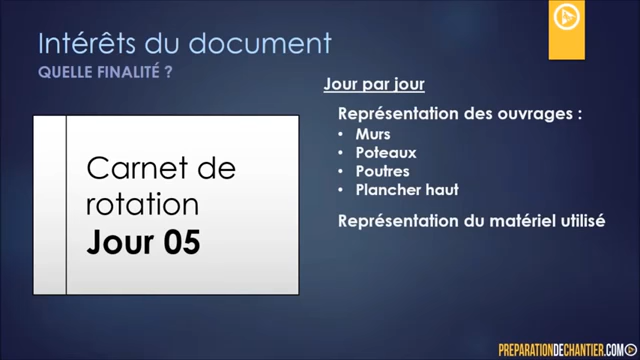 Intérêts du document
QUELLE FINALITÉ ?
Jour par jour
Représentation des ouvrages :
• Murs
• Poteaux
• Poutres
• Plancher haut
Représentation du matériel utilisé
Carnet de
rotation
Jour 05
PREPARATIONDECHANTIER.COM